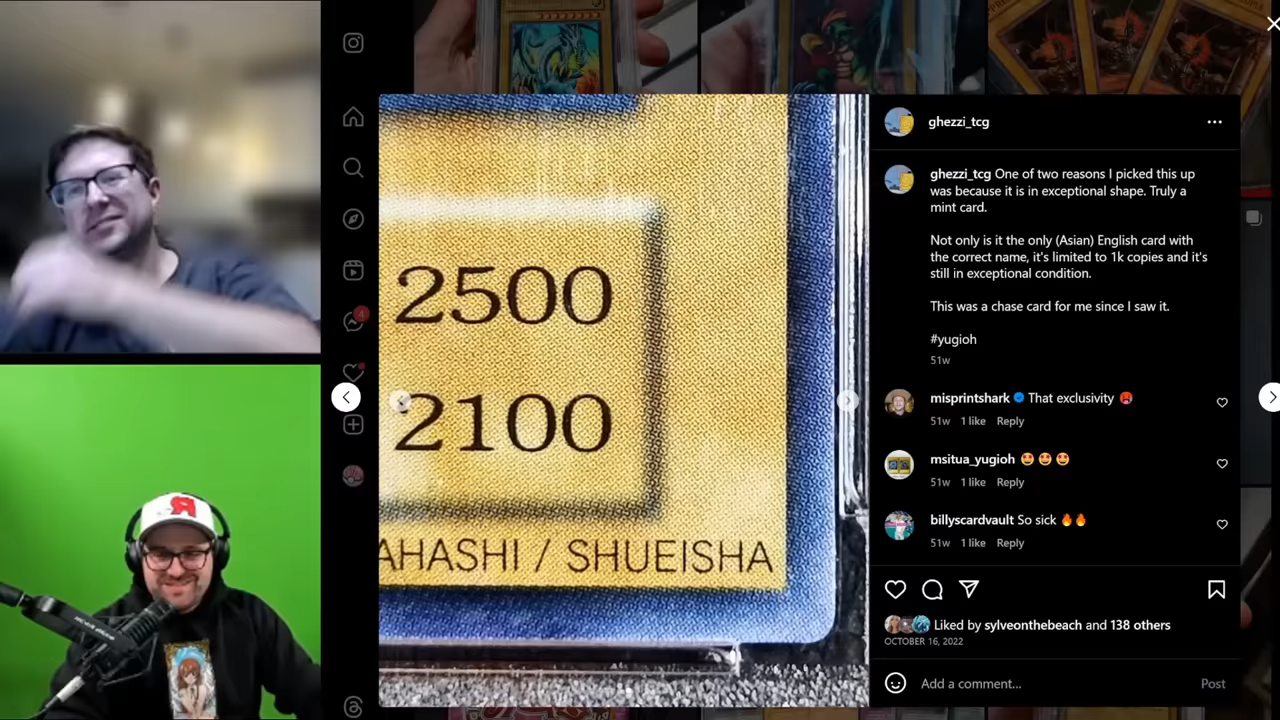 2500
2100
AHASHI / SHUEISHA
4
ghezzi_tcg
ghezzi_tcg One of two reasons I picked this up
was because it is in exceptional shape. Truly a
mint card.
Not only is it the only (Asian) English card with
the correct name, it's limited to 1k copies and it's
still in exceptional condition.
This was a chase card for me since I saw it.
#yugioh
51w
misprintshark That exclusivity 🥵
51w 1 like Reply
msitua_yugioh 🤩🤩🤩
51w 1 like Reply
billyscardvault So sick 🔥🔥
51w 1 like Reply
Liked by sylveonthebeach and 138 others
OCTOBER 16, 2022
Add a comment...
Post